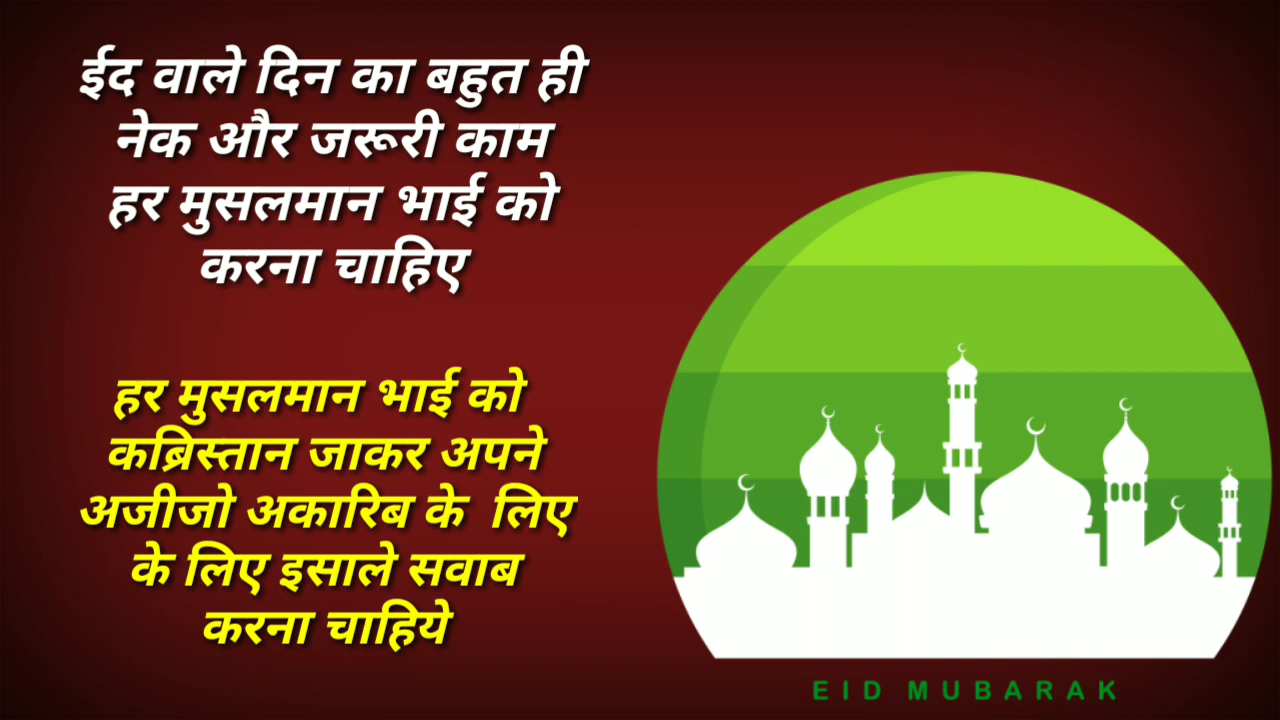 ईद वाले दिन का बहुत ही
नेक और जरूरी काम
हर मुसलमान भाई को
करना चाहिए
हर मुसलमान भाई को
कब्रिस्तान जाकर अपने
अजीजो अकारिब के लिए
के लिए इसाले सवाब
करना चाहिये
EID MUBARAK